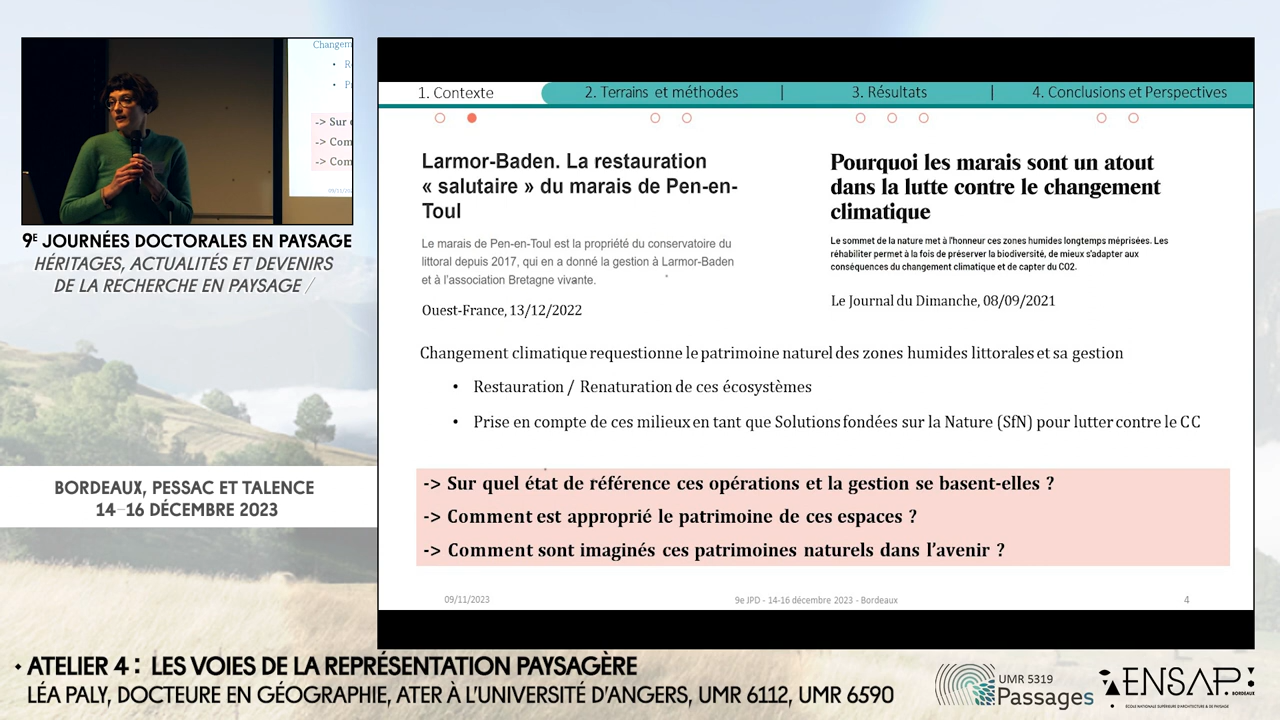 Changem
• R
• P
-> Sur
-> Com
-> Com
9E JOURNÉES DOCTORALES EN PAYSAGE
HÉRITAGES, ACTUALITÉS ET DEVENIRS
DE LA RECHERCHE EN PAYSAGE /
BORDEAUX, PESSAC ET TALENCE
14-16 DÉCEMBRE 2023
1. Contexte
2. Terrains et méthodes
|
3. Résultats
|
4. Conclusions et Perspectives
Larmor-Baden. La restauration
« salutaire » du marais de Pen-en-
Toul
Le marais de Pen-en-Toul est la propriété du conservatoire du
littoral depuis 2017, qui en a donné la gestion à Larmor-Baden
et à l'association Bretagne vivante.
Ouest-France, 13/12/2022
Pourquoi les marais sont un atout
dans la lutte contre le changement
climatique
Le sommet de la nature met à l'honneur ces zones humides longtemps méprisées. Les
réhabiliter permet à la fois de préserver la biodiversité, de mieux s'adapter aux
conséquences du changement climatique et de capter du CO2.
Le Journal du Dimanche, 08/09/2021
Changement climatique requestionne le patrimoine naturel des zones humides littorales et sa gestion
• Restauration / Renaturation de ces écosystèmes
• Prise en compte de ces milieux en tant que Solutions fondées sur la Nature (SfN) pour lutter contre le CC
-> Sur quel état de référence ces opérations et la gestion se basent-elles ?
-> Comment est approprié le patrimoine de ces espaces ?
-> Comment sont imaginés ces patrimoines naturels dans l'avenir ?
09/11/2023
9e JPD - 14-16 décembre 2023 - Bordeaux
4
ATELIER 4 : LES VOIES DE LA REPRÉSENTATION PAYSAGÈRE
LÉA PALY, DOCTEURE EN GÉOGRAPHIE, ATER À L'UNIVERSITÉ D'ANGERS, UMR 6112, UMR 6590
UMR 5319
Passages
ENSAP
BORDEAUX
ÉCOLE NATIONALE SUPÉRIEURE D'ARCHITECTURE & DE PAYSAGE